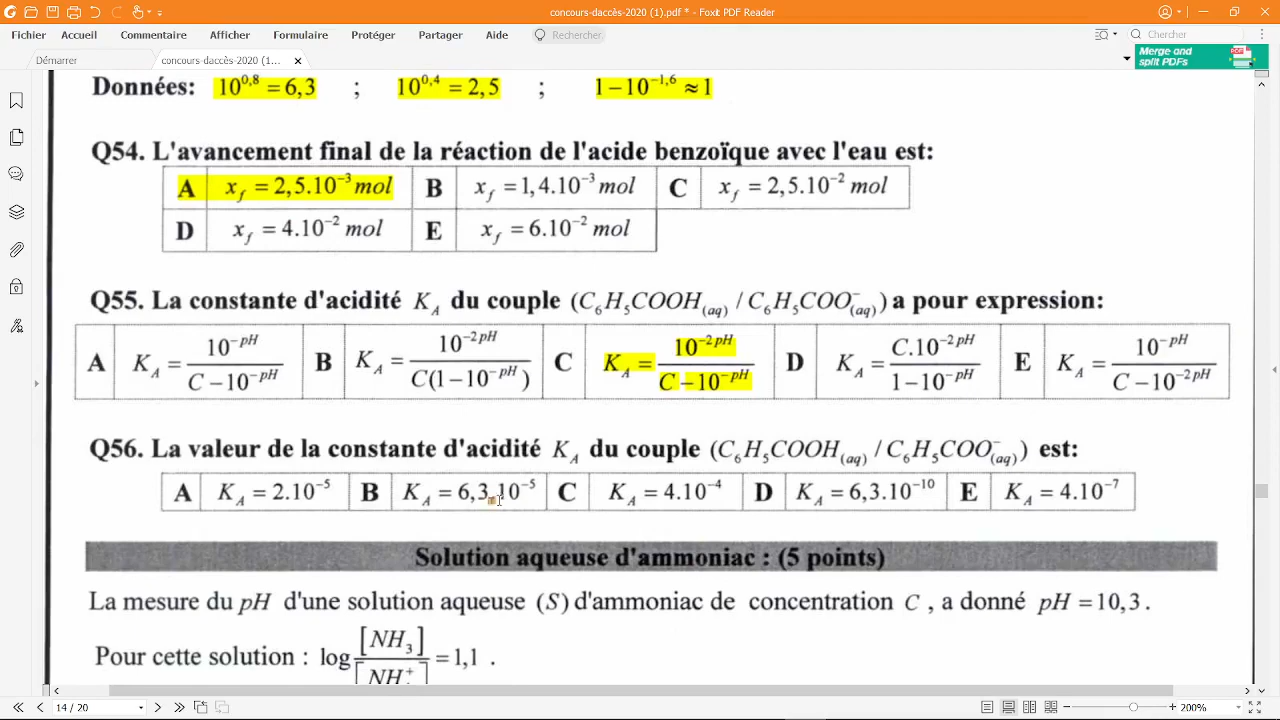 concours-daccès-2020 (1).pdf * - Foxit PDF Reader
Fichier Accueil Commentaire Afficher Formulaire Protéger Partager Aide Rechercher Chercher
Démarrer concours-daccès-2020 (1... Merge and split PDFs PDF
Données: 10^0,8 = 6,3 ; 10^0,4 = 2,5 ; 1−10^−1,6 ≈ 1
Q54. L'avancement final de la réaction de l'acide benzoïque avec l'eau est:
A x_f = 2,5.10^−3 mol B x_f = 1,4.10^−3 mol C x_f = 2,5.10^−2 mol
D x_f = 4.10^−2 mol E x_f = 6.10^−2 mol
Q55. La constante d'acidité K_A du couple (C_6H_5COOH_(aq) / C_6H_5COO^−_(aq)) a pour expression:
A K_A = 10^−pH / (C −10^−pH) B K_A = 10^−2pH / (C(1−10^−pH)) C K_A = 10^−2pH / (C −10^−pH) D K_A = C.10^−2pH / (1−10^−pH) E K_A = 10^−pH / (C −10^−2pH)
Q56. La valeur de la constante d'acidité K_A du couple (C_6H_5COOH_(aq) / C_6H_5COO^−_(aq)) est:
A K_A = 2.10^−5 B K_A = 6,3.10^−5 C K_A = 4.10^−4 D K_A = 6,3.10^−10 E K_A = 4.10^−7
Solution aqueuse d'ammoniac : (5 points)
La mesure du pH d'une solution aqueuse (S) d'ammoniac de concentration C , a donné pH = 10,3 .
Pour cette solution : log [NH_3] / [NH_4^+] = 1,1 .
14 / 20 200%